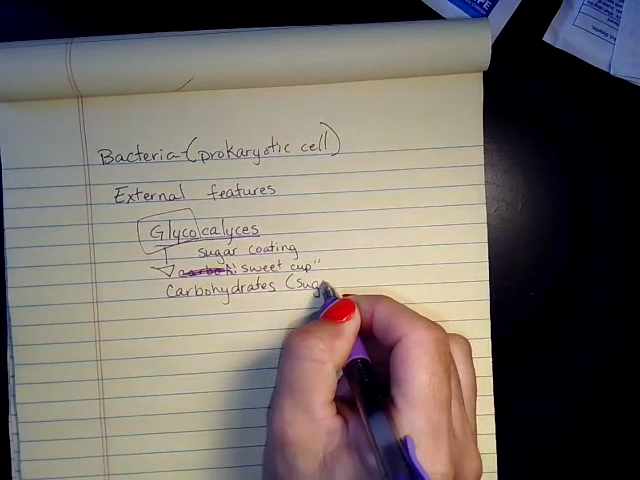 Bacteria-(prokaryotic cell)
External features
Glycocalyces
sugar coating
"sweet cup"
Carbohydrates (sug